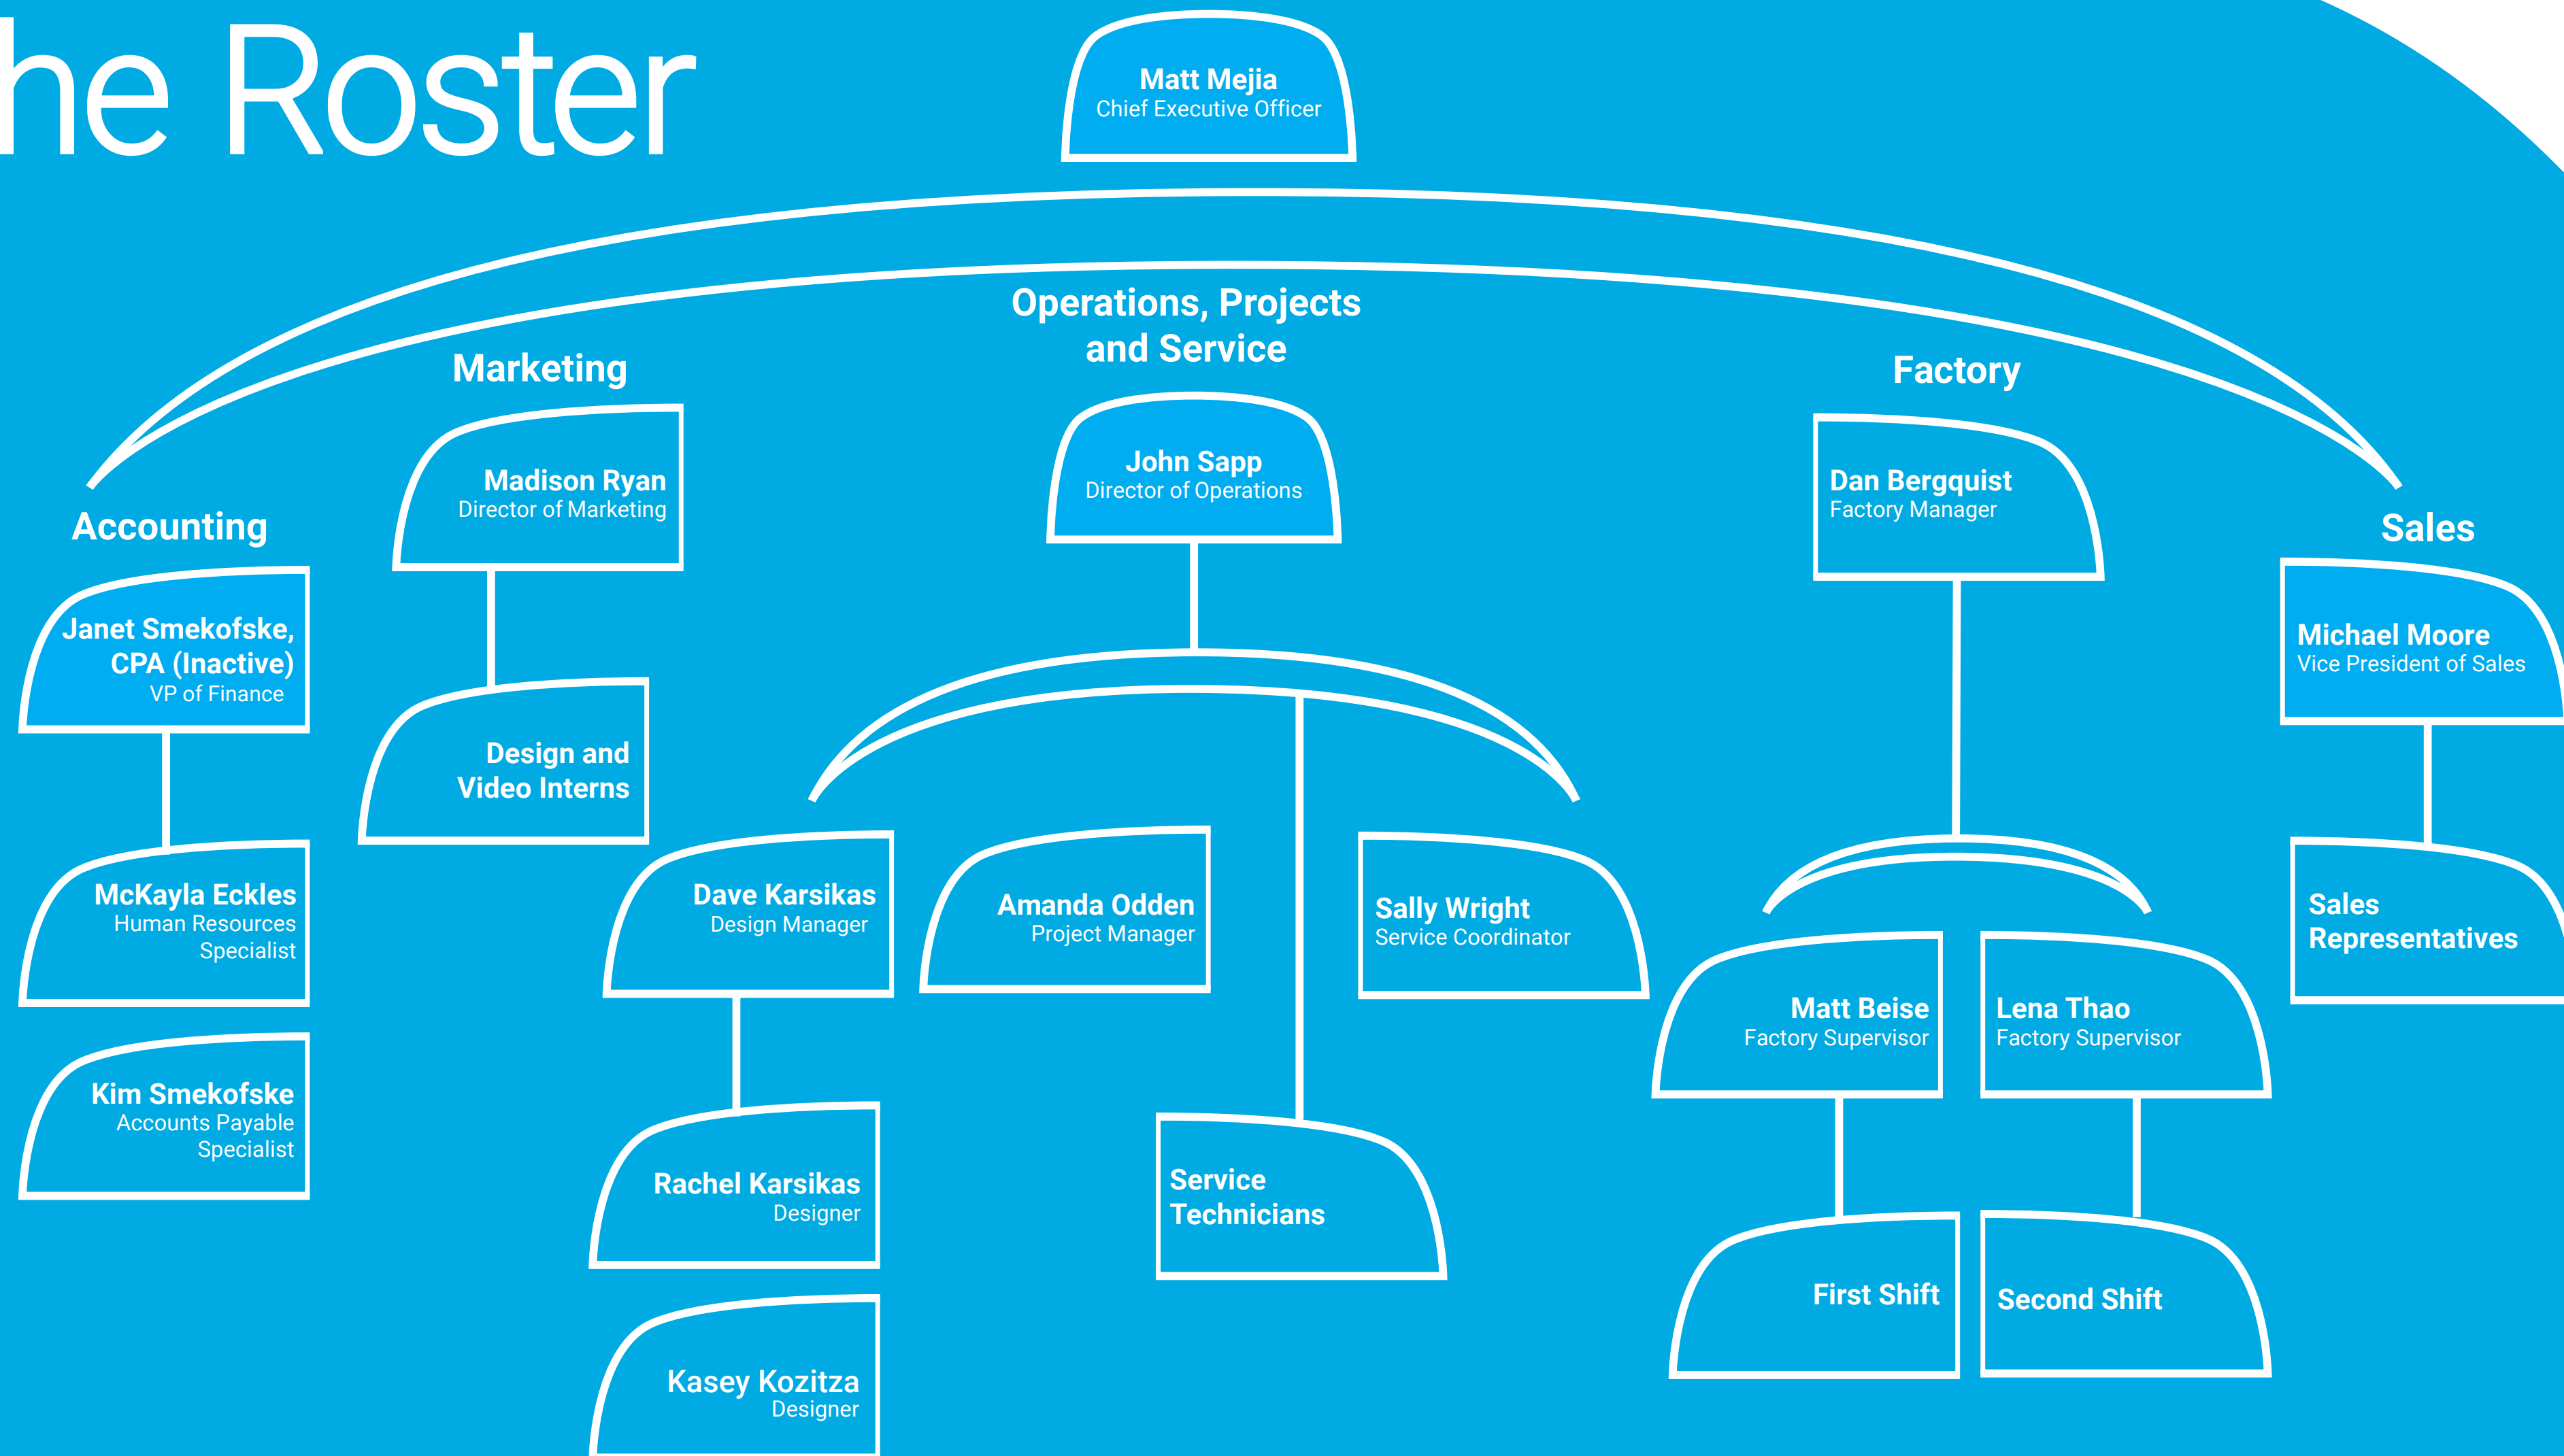 he Roster
Matt Mejia
Chief Executive Officer
Accounting
Janet Smekofske,
CPA (Inactive)
VP of Finance
McKayla Eckles
Human Resources
Specialist
Kim Smekofske
Accounts Payable
Specialist
Marketing
Madison Ryan
Director of Marketing
Design and
Video Interns
Operations, Projects
and Service
John Sapp
Director of Operations
Dave Karsikas
Design Manager
Rachel Karsikas
Designer
Kasey Kozitza
Designer
Amanda Odden
Project Manager
Sally Wright
Service Coordinator
Service
Technicians
Factory
Dan Bergquist
Factory Manager
Matt Beise
Factory Supervisor
Lena Thao
Factory Supervisor
First Shift
Second Shift
Sales
Michael Moore
Vice President of Sales
Sales
Representatives